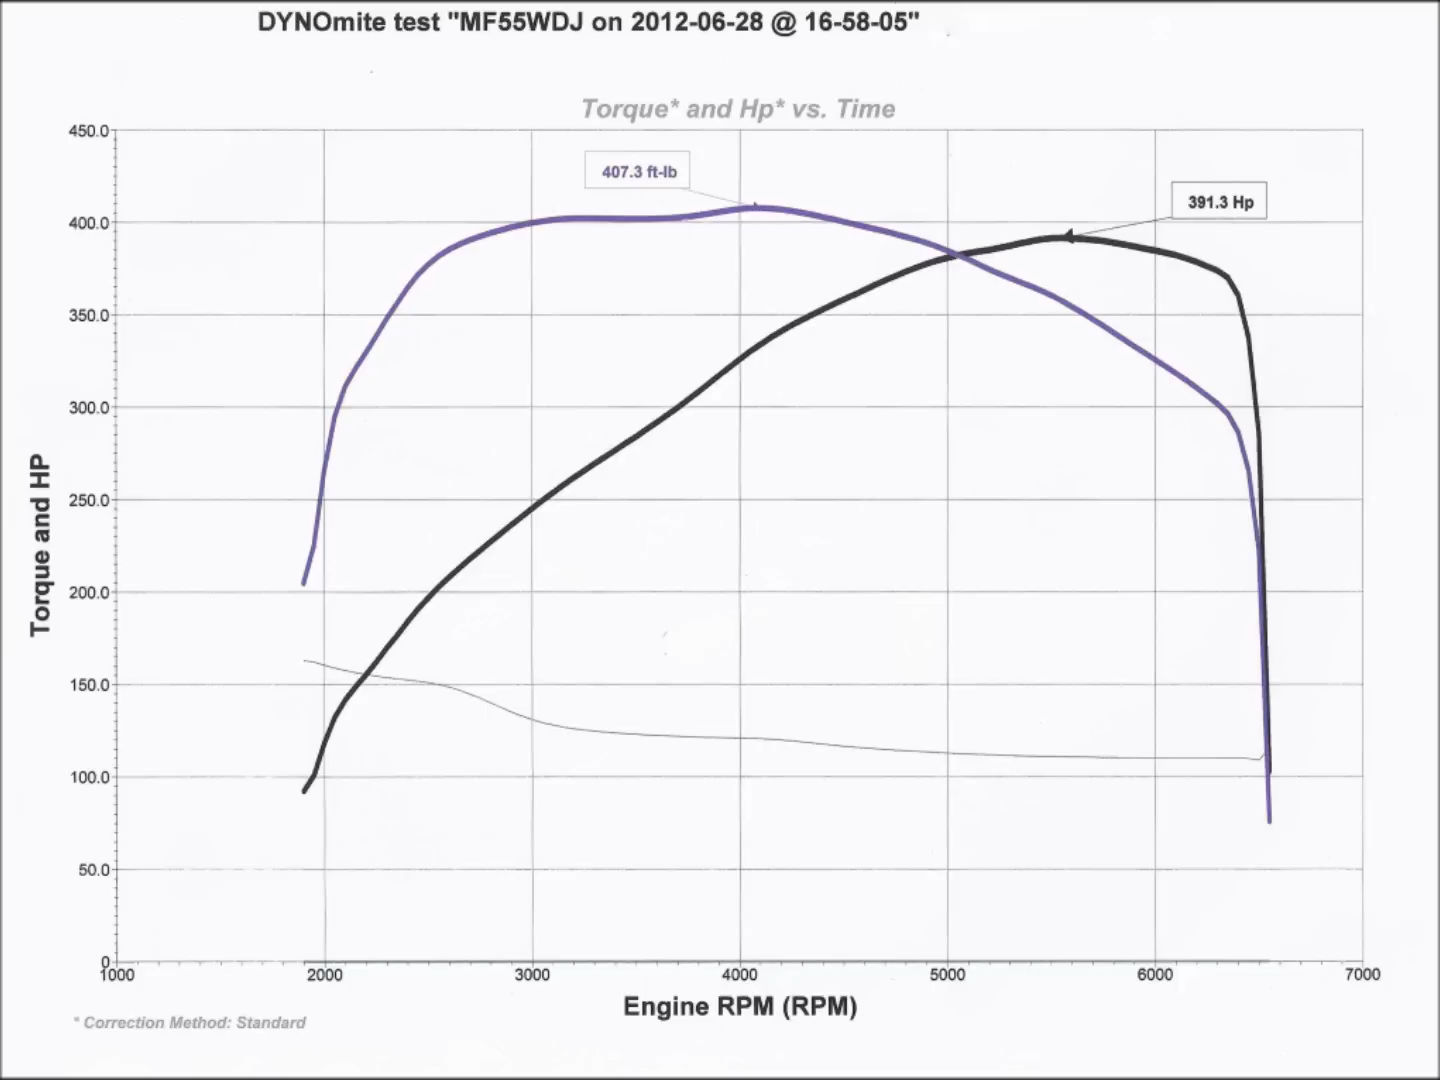 DYNOmite test "MF55WDJ on 2012-06-28 @ 16-58-05"
Torque* and Hp* vs. Time
450.0
407.3 ft-lb
391.3 Hp
400.0
350.0
300.0
250.0
200.0
150.0
100.0
50.0
0
Torque and HP
1000 2000 3000 4000 5000 6000 7000
Engine RPM (RPM)
* Correction Method: Standard